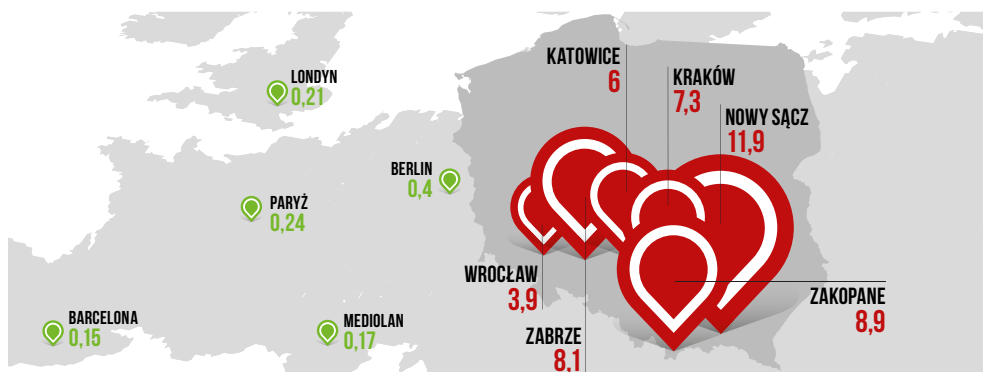 LONDYN
0,21
PARYŻ
0,24
BERLIN
0,4
BARCELONA
0,15
MEDIOLAN
0,17
KATOWICE
6
KRAKÓW
7,3
NOWY SĄCZ
11,9
WROCŁAW
3,9
ZABRZE
8,1
ZAKOPANE
8,9